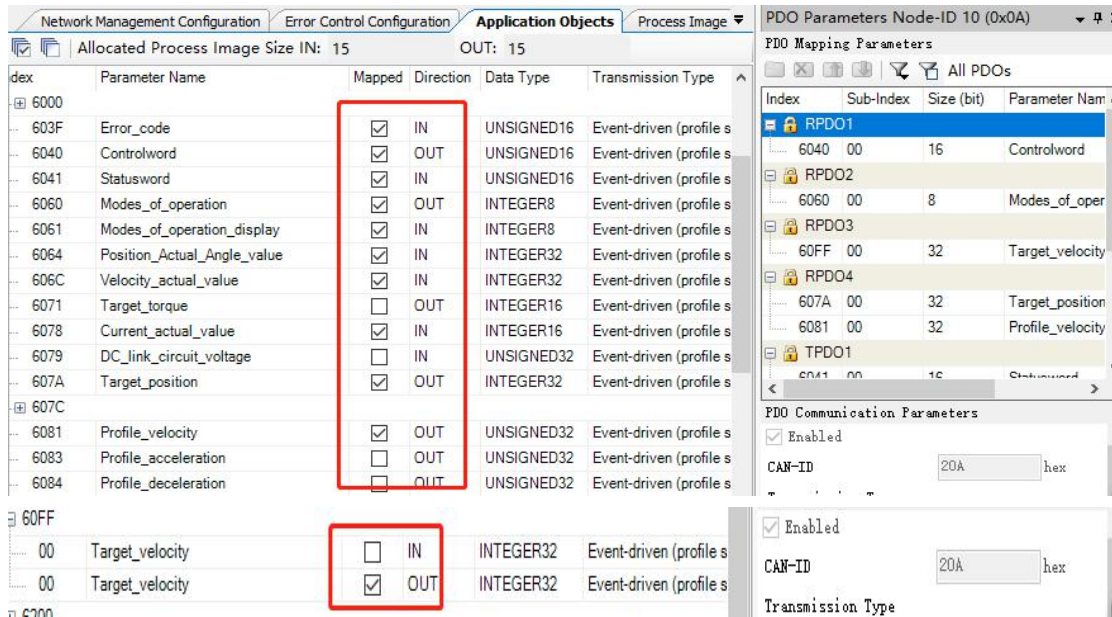 Network Management Configuration Error Control Configuration Application Objects Process Image
Allocated Process Image Size IN: 15 OUT: 15
dex Parameter Name Mapped Direction Data Type Transmission Type
6000
603F Error_code IN UNSIGNED16 Event-driven (profile s
6040 Controlword OUT UNSIGNED16 Event-driven (profile s
6041 Statusword IN UNSIGNED16 Event-driven (profile s
6060 Modes_of_operation OUT INTEGER8 Event-driven (profile s
6061 Modes_of_operation_display IN INTEGER8 Event-driven (profile s
6064 Position_Actual_Angle_value IN INTEGER32 Event-driven (profile s
606C Velocity_actual_value IN INTEGER32 Event-driven (profile s
6071 Target_torque OUT INTEGER16 Event-driven (profile s
6078 Current_actual_value IN INTEGER16 Event-driven (profile s
6079 DC_link_circuit_voltage IN UNSIGNED32 Event-driven (profile s
607A Target_position OUT INTEGER32 Event-driven (profile s
607C
6081 Profile_velocity OUT UNSIGNED32 Event-driven (profile s
6083 Profile_acceleration OUT UNSIGNED32 Event-driven (profile s
6084 Profile_deceleration OUT UNSIGNED32 Event-driven (profile s
60FF
00 Target_velocity IN INTEGER32 Event-driven (profile s
00 Target_velocity OUT INTEGER32 Event-driven (profile s
6200
PDO Parameters Node-ID 10 (0x0A)
PDO Mapping Parameters
All PDOs
Index Sub-Index Size (bit) Parameter Nam
RPDO1
6040 00 16 Controlword
RPDO2
6060 00 8 Modes_of_oper
RPDO3
60FF 00 32 Target_velocity
RPDO4
607A 00 32 Target_position
6081 00 32 Profile_velocity
TPDO1
6041 00 16 Statusword
PDO Communication Parameters
Enabled
CAN-ID 20A hex
Enabled
CAN-ID 20A hex
Transmission Type